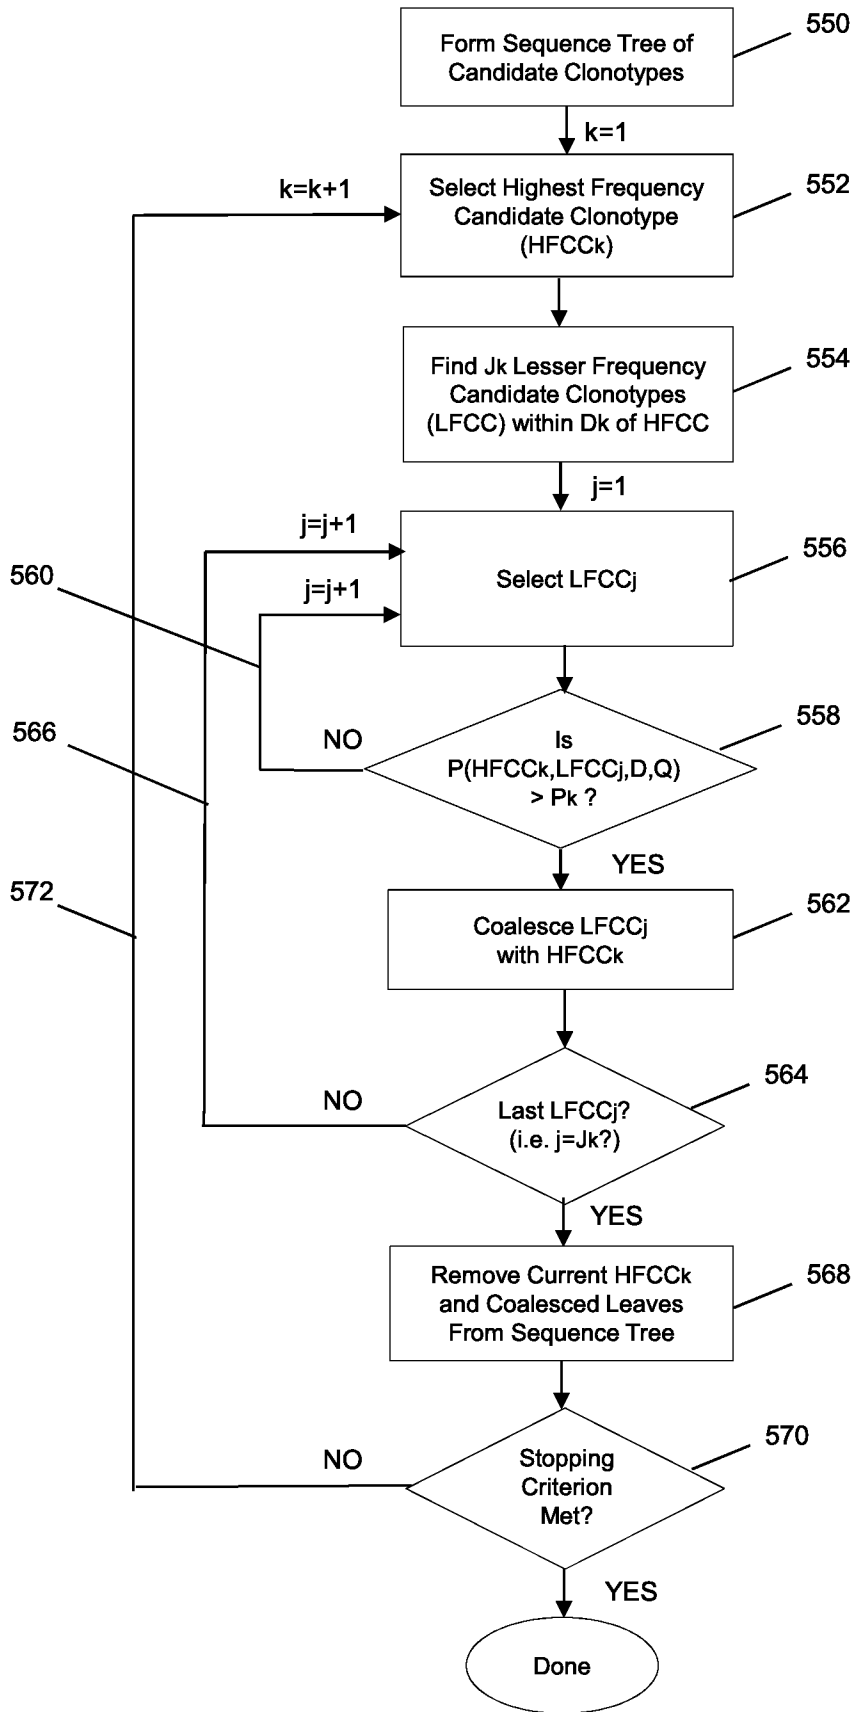 550
Form Sequence Tree of
Candidate Clonotypes
k=1
552
k=k+1
Select Highest Frequency
Candidate Clonotype
(HFCCk)
554
Find Jk Lesser Frequency
Candidate Clonotypes
(LFCC) within Dk of HFCC
j=1
j=j+1
556
560
Select LFCCj
j=j+1
558
566
NO
Is
P(HFCCk,LFCCj,D,Q)
> Pk ?
YES
572
562
Coalesce LFCCj
with HFCCk
564
NO
Last LFCCj?
(i.e. j=Jk?)
YES
568
Remove Current HFCCk
and Coalesced Leaves
From Sequence Tree
570
NO
Stopping
Criterion
Met?
YES
Done